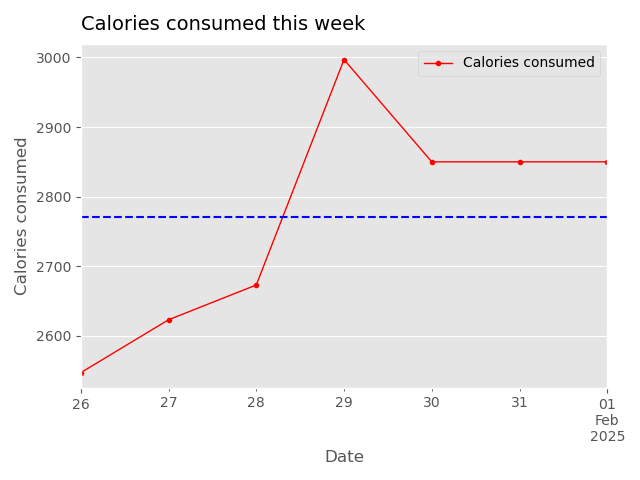 Calories consumed this week
Calories consumed
3000
2900
2800
2700
2600
Calories consumed
26
27
28
29
30
31
01
Feb
2025
Date